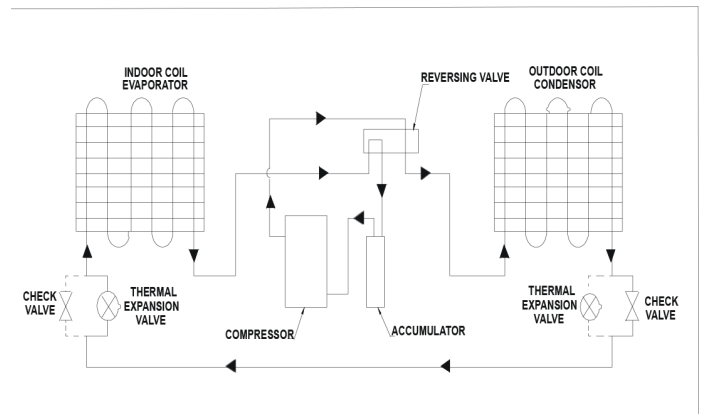 INDOOR COIL
EVAPORATOR
REVERSING VALVE
OUTDOOR COIL
CONDENSOR
CHECK
VALVE
THERMAL
EXPANSION
VALVE
COMPRESSOR
ACCUMULATOR
THERMAL
EXPANSION
VALVE
CHECK
VALVE